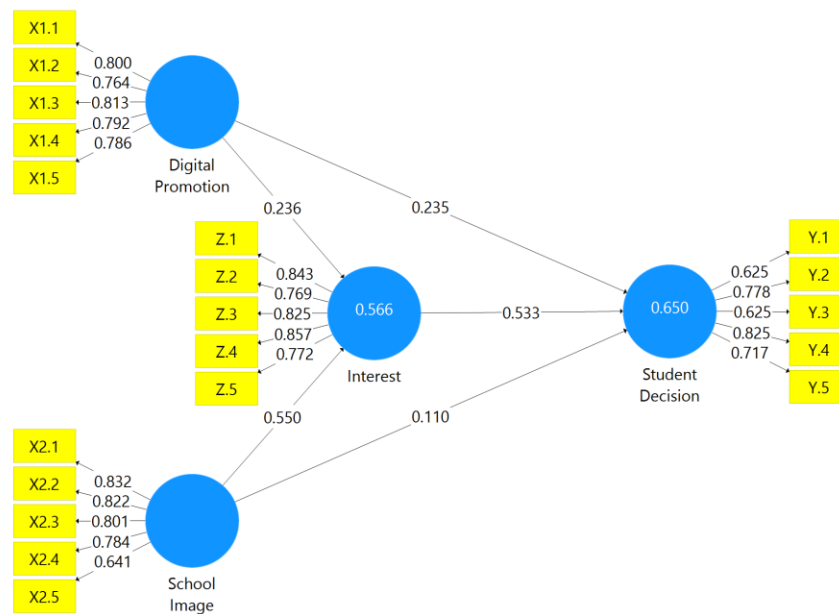 X1.1
X1.2
X1.3
X1.4
X1.5
0.800
0.764
0.813
0.792
0.786
Digital
Promotion
0.236
0.235
Z.1
Z.2
Z.3
Z.4
Z.5
0.843
0.769
0.825
0.857
0.772
0.566
Interest
0.533
0.650
Student
Decision
Y.1
Y.2
Y.3
Y.4
Y.5
0.625
0.778
0.625
0.825
0.717
0.550
0.110
X2.1
X2.2
X2.3
X2.4
X2.5
0.832
0.822
0.801
0.784
0.641
School
Image